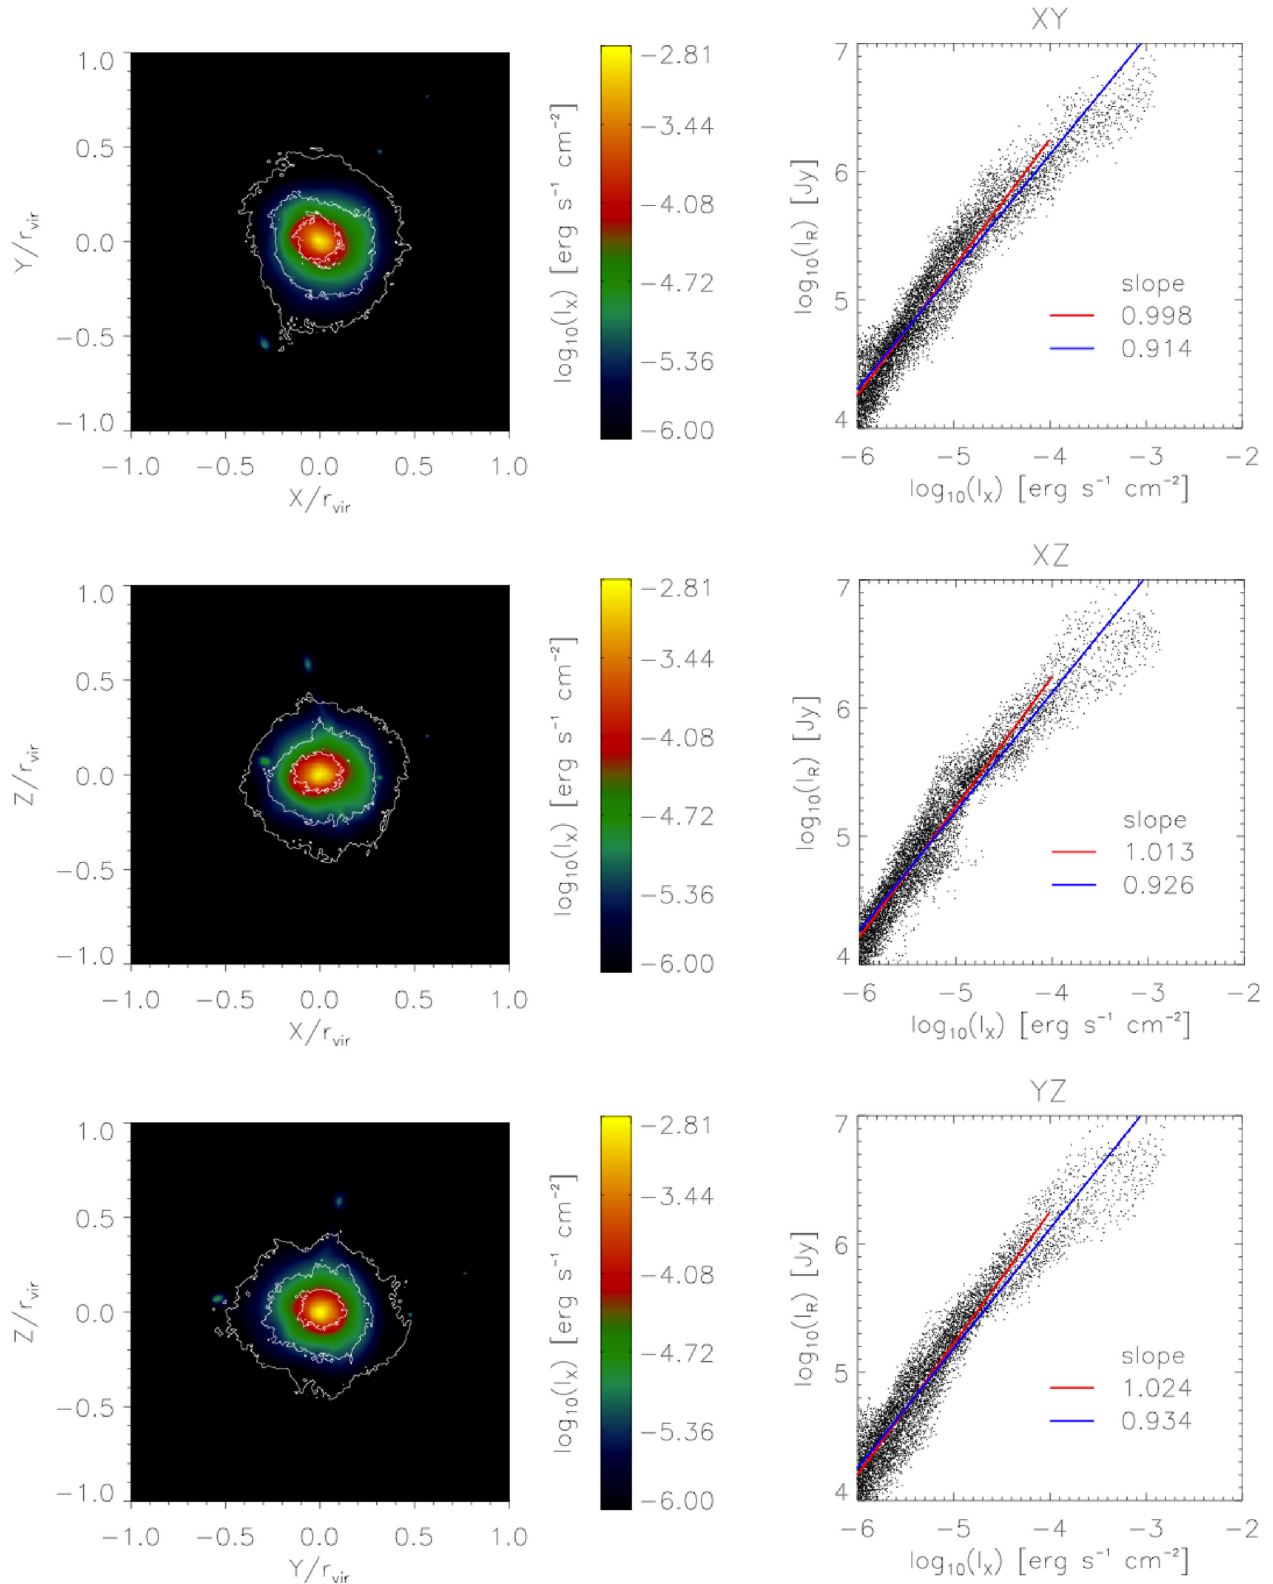 1.0
0.5
0.0
−0.5
−1.0
Y/r_vir
−1.0 −0.5 0.0 0.5 1.0
X/r_vir
−2.81
−3.44
−4.08
−4.72
−5.36
−6.00
log₁₀(I_X) [erg s⁻¹ cm⁻²]
XY
7
6
5
4
log₁₀(I_R) [Jy]
slope
0.998
0.914
−6 −5 −4 −3 −2
log₁₀(I_X) [erg s⁻¹ cm⁻²]
1.0
0.5
0.0
−0.5
−1.0
Z/r_vir
−1.0 −0.5 0.0 0.5 1.0
X/r_vir
−2.81
−3.44
−4.08
−4.72
−5.36
−6.00
log₁₀(I_X) [erg s⁻¹ cm⁻²]
XZ
7
6
5
4
log₁₀(I_R) [Jy]
slope
1.013
0.926
−6 −5 −4 −3 −2
log₁₀(I_X) [erg s⁻¹ cm⁻²]
1.0
0.5
0.0
−0.5
−1.0
Z/r_vir
−1.0 −0.5 0.0 0.5 1.0
Y/r_vir
−2.81
−3.44
−4.08
−4.72
−5.36
−6.00
log₁₀(I_X) [erg s⁻¹ cm⁻²]
YZ
7
6
5
4
log₁₀(I_R) [Jy]
slope
1.024
0.934
−6 −5 −4 −3 −2
log₁₀(I_X) [erg s⁻¹ cm⁻²]